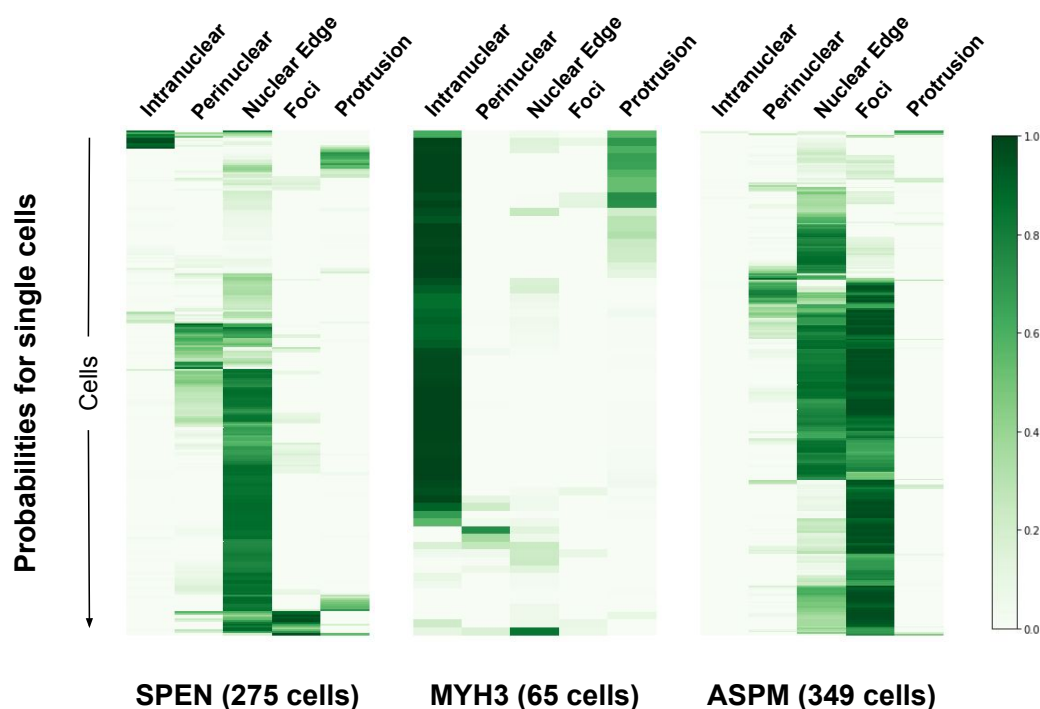 Intranuclear
Perinuclear
Nuclear Edge
Foci
Protrusion
Intranuclear
Perinuclear
Nuclear Edge
Foci
Protrusion
Intranuclear
Perinuclear
Nuclear Edge
Foci
Protrusion
Probabilities for single cells
Cells
1.0
0.8
0.6
0.4
0.2
0.0
SPEN (275 cells)
MYH3 (65 cells)
ASPM (349 cells)